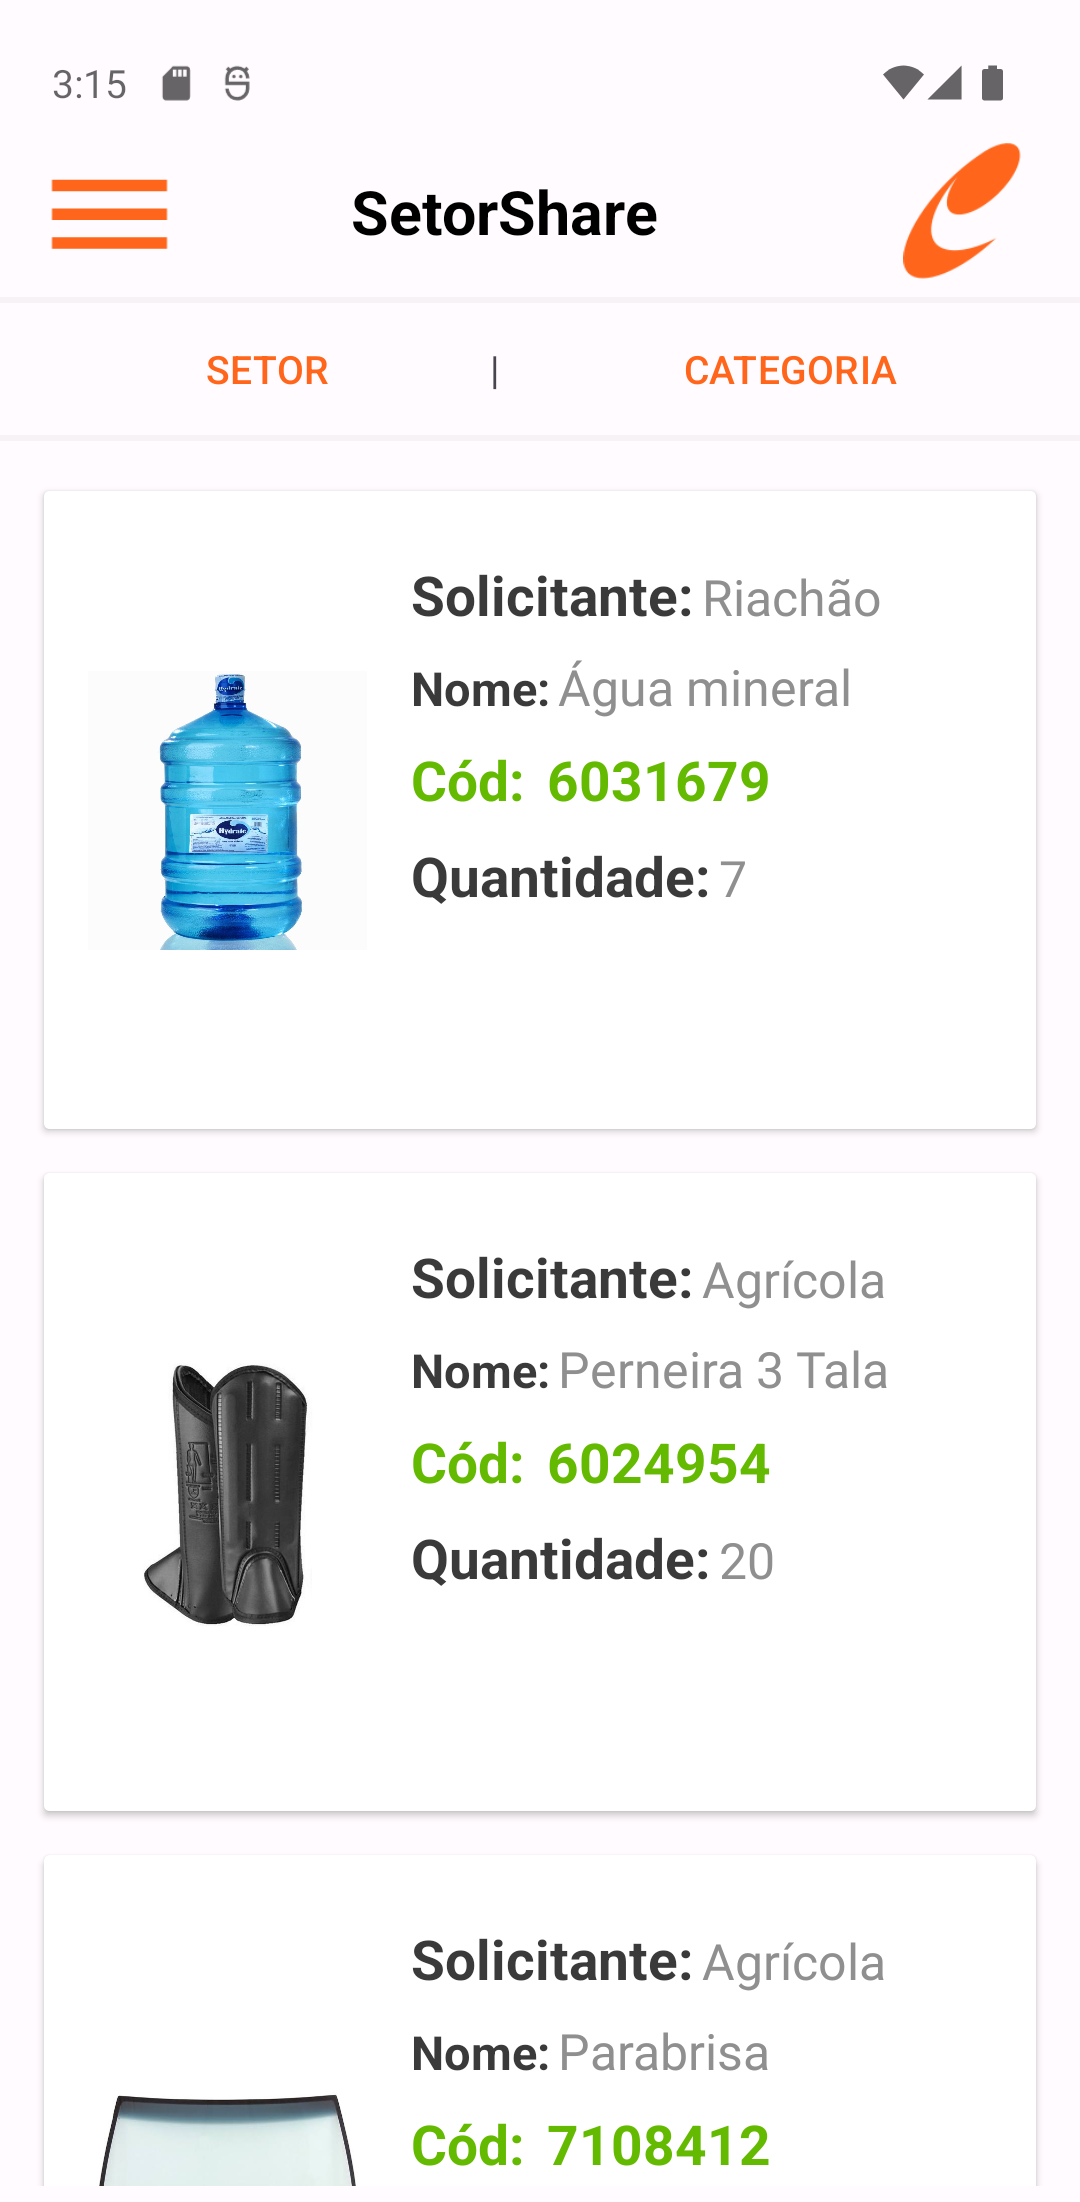 3:15
SetorShare
SETOR | CATEGORIA
Solicitante: Riachão
Nome: Água mineral
Cód: 6031679
Quantidade: 7
Hydrate
Solicitante: Agrícola
Nome: Perneira 3 Tala
Cód: 6024954
Quantidade: 20
Solicitante: Agrícola
Nome: Parabrisa
Cód: 7108412